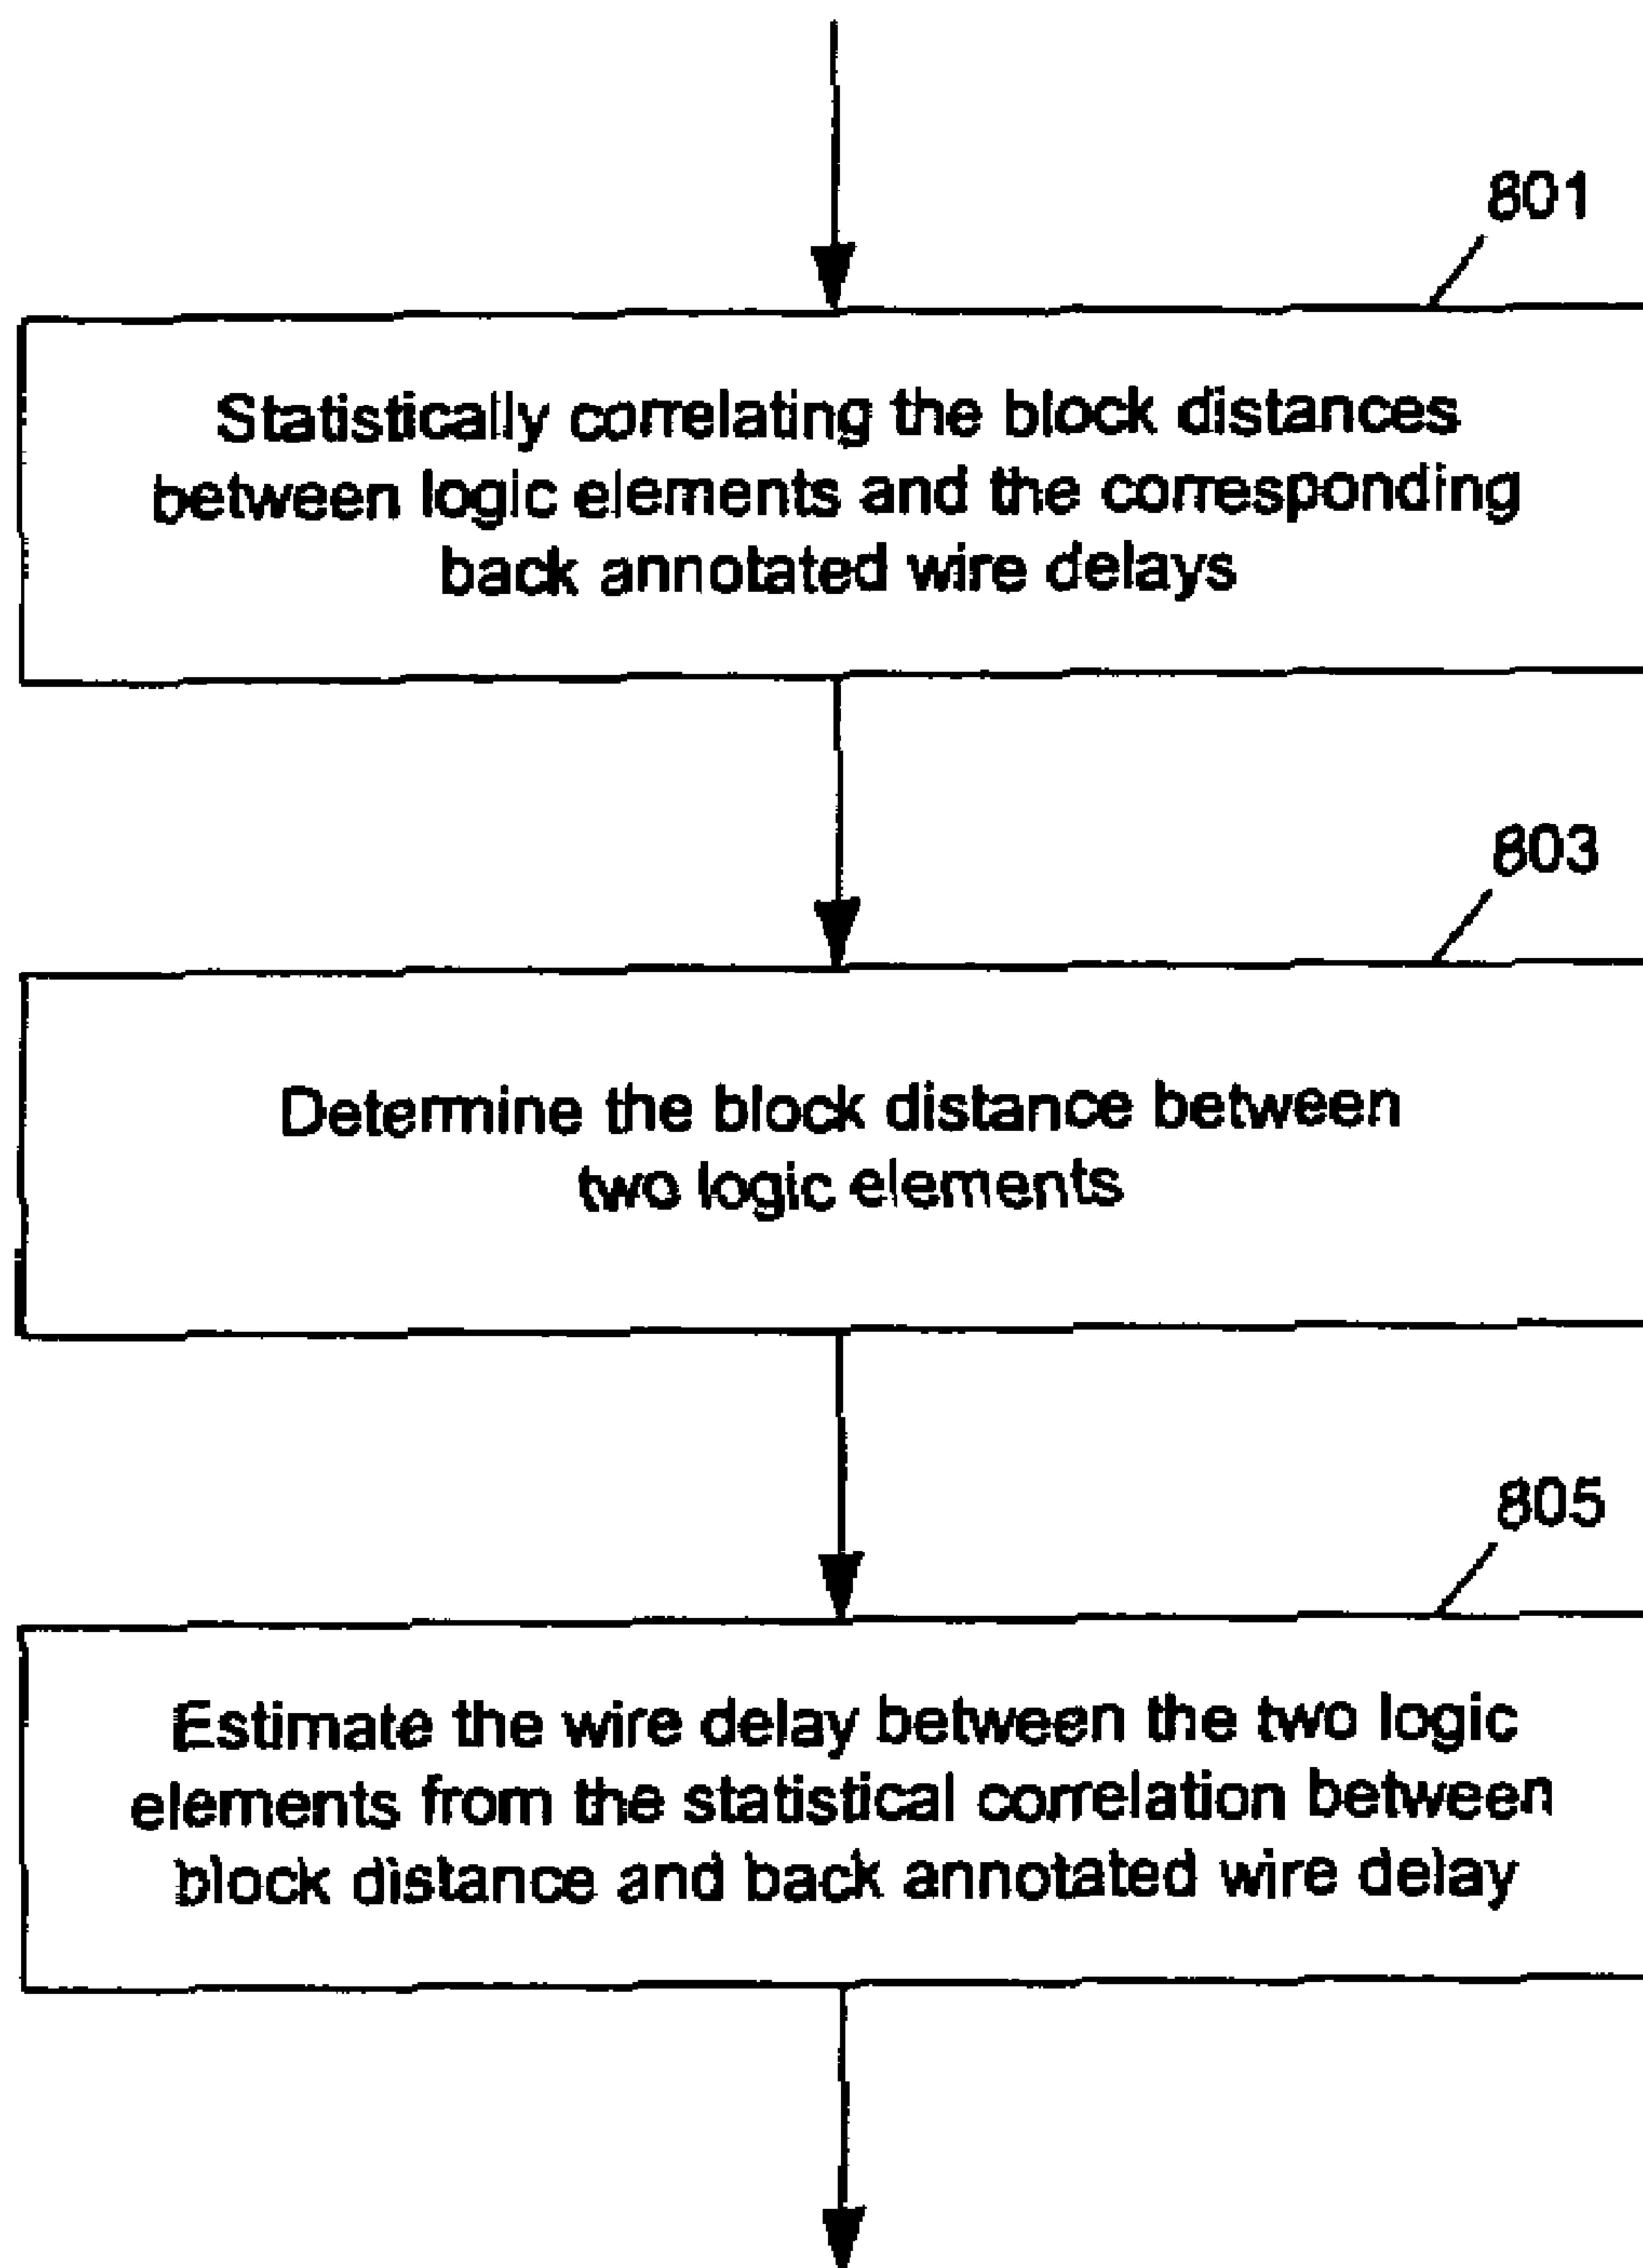 801
Statistically correlating the block distances
between logic elements and the corresponding
back annotated wire delays
803
Determine the block distance between
two logic elements
805
Estimate the wire delay between the two logic
elements from the statistical correlation between
block distance and back annotated wire delay